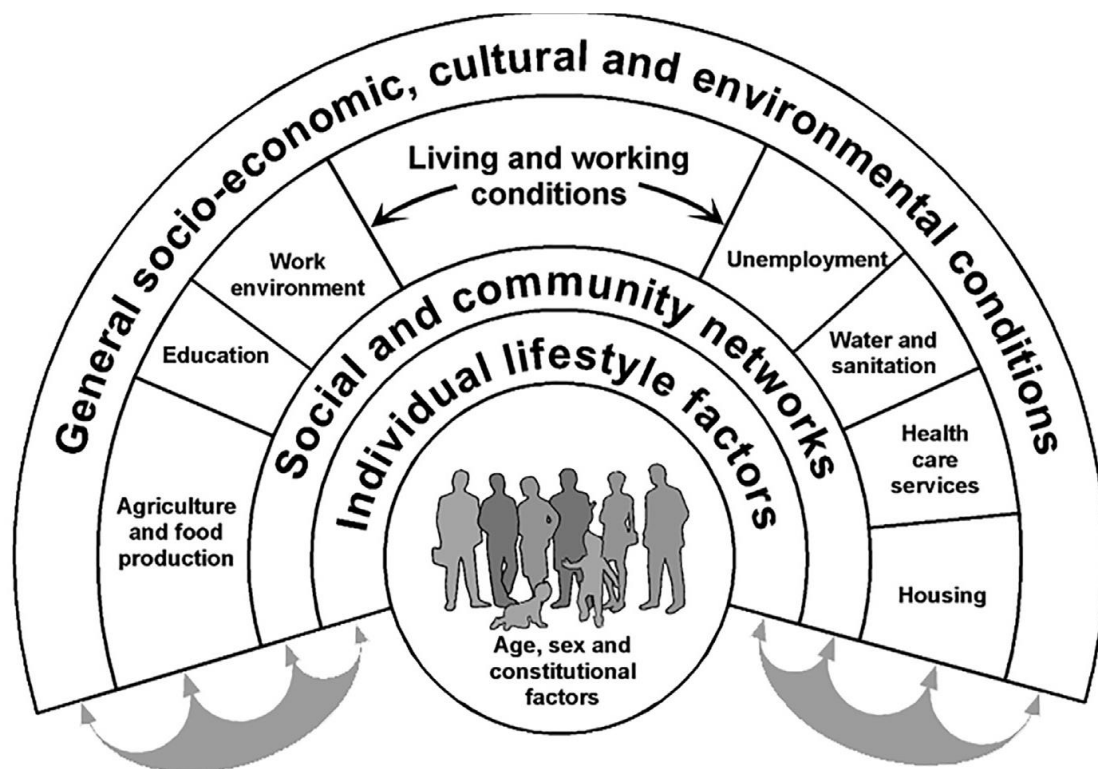 General socio-economic, cultural and environmental conditions
Living and working
conditions
Work
environment
Unemployment
Education
Water and
sanitation
Agriculture
and food
production
Health
care
services
Housing
Social and community networks
Individual lifestyle factors
Age, sex and
constitutional
factors